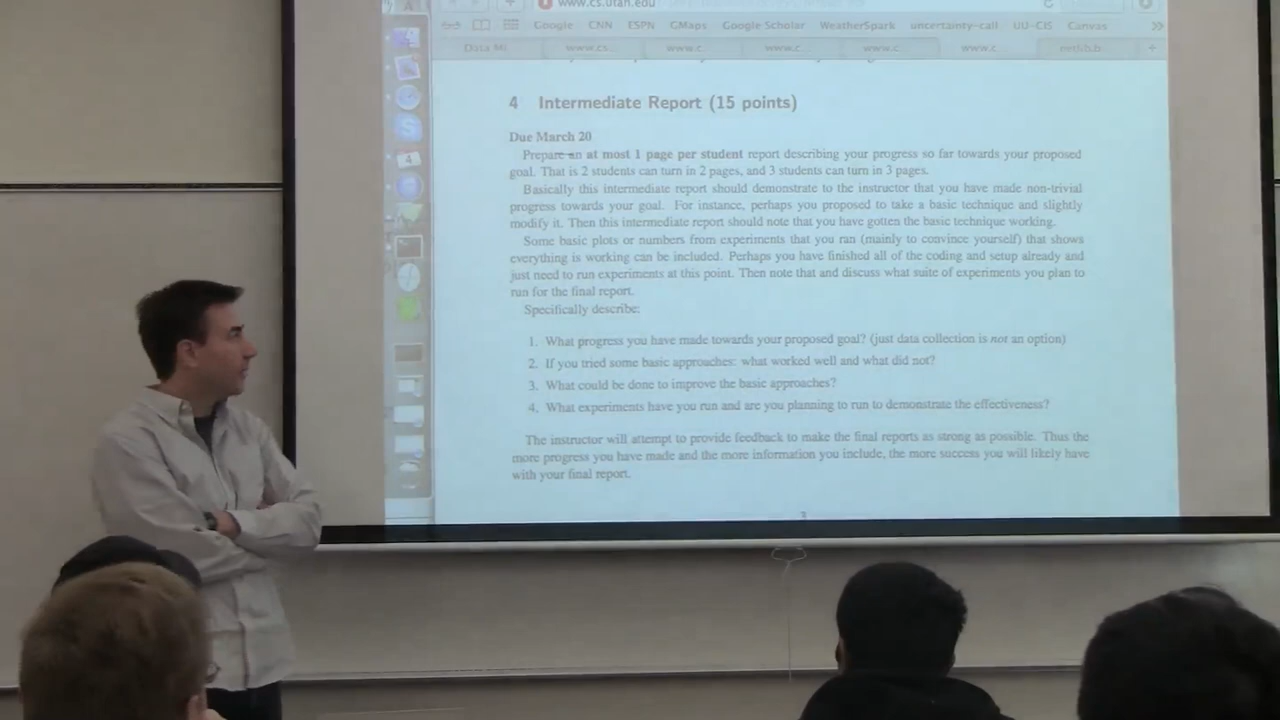 www.cs.utah.edu
Google CNN ESPN GMaps Google Scholar WeatherSpark uncertainty-call UU-CIS Canvas >>
Data Mi www.cs... www.c... www.c... www.c... www.c... netlib.b +
4 Intermediate Report (15 points)
Due March 20
Prepare an at most 1 page per student report describing your progress so far towards your proposed
goal. That is 2 students can turn in 2 pages, and 3 students can turn in 3 pages.
Basically this intermediate report should demonstrate to the instructor that you have made non-trivial
progress towards your goal. For instance, perhaps you proposed to take a basic technique and slightly
modify it. Then this intermediate report should note that you have gotten the basic technique working.
Some basic plots or numbers from experiments that you ran (mainly to convince yourself) that shows
everything is working can be included. Perhaps you have finished all of the coding and setup already and
just need to run experiments at this point. Then note that and discuss what suite of experiments you plan to
run for the final report.
Specifically describe:
1. What progress you have made towards your proposed goal? (just data collection is not an option)
2. If you tried some basic approaches: what worked well and what did not?
3. What could be done to improve the basic approaches?
4. What experiments have you run and are you planning to run to demonstrate the effectiveness?
The instructor will attempt to provide feedback to make the final reports as strong as possible. Thus the
more progress you have made and the more information you include, the more success you will likely have
with your final report.
3